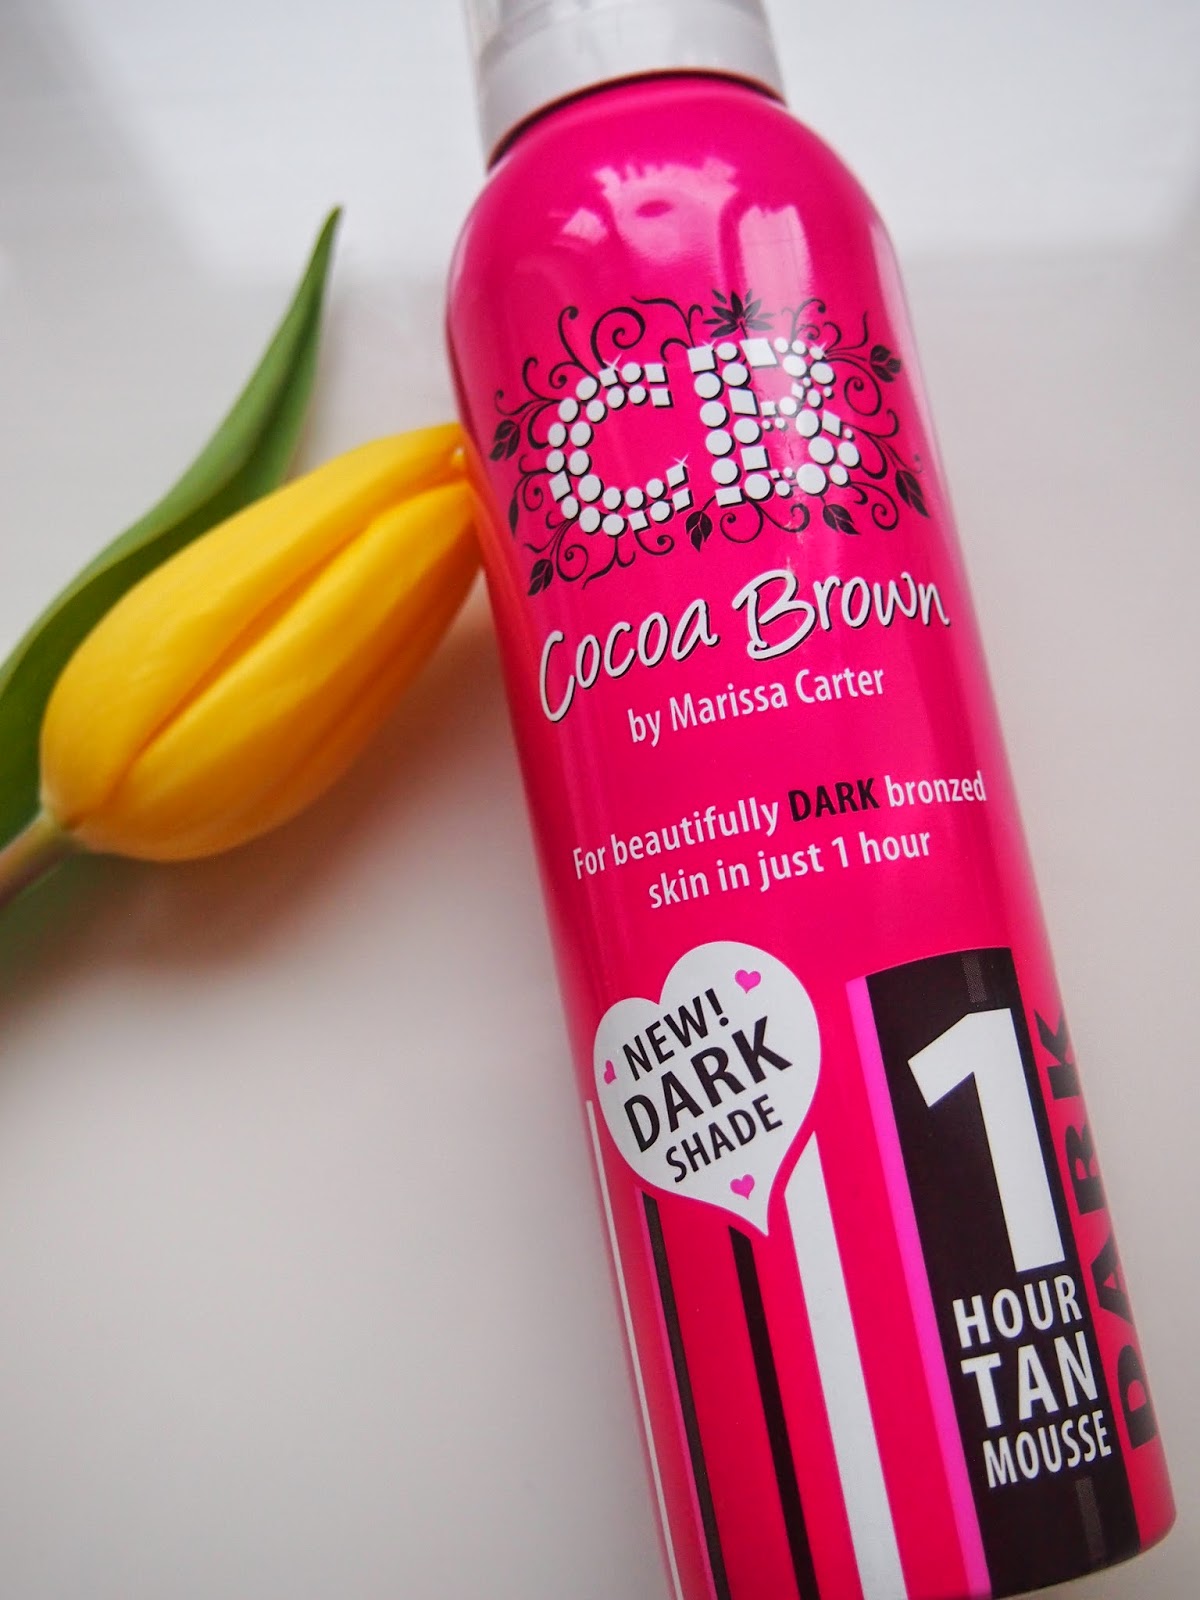 CB
Cocoa Brown
by Marissa Carter
For beautifully DARK bronzed
skin in just 1 hour
NEW!
DARK
SHADE
1
HOUR
TAN
MOUSSE
DARK